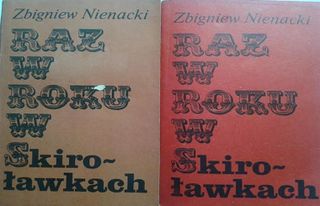 Zbigniew Nienacki
RAZ
W
ROKU
W
Skiro-
ławkach
Zbigniew Nienacki
RAZ
W
ROKU
W
Skiro-
ławkach